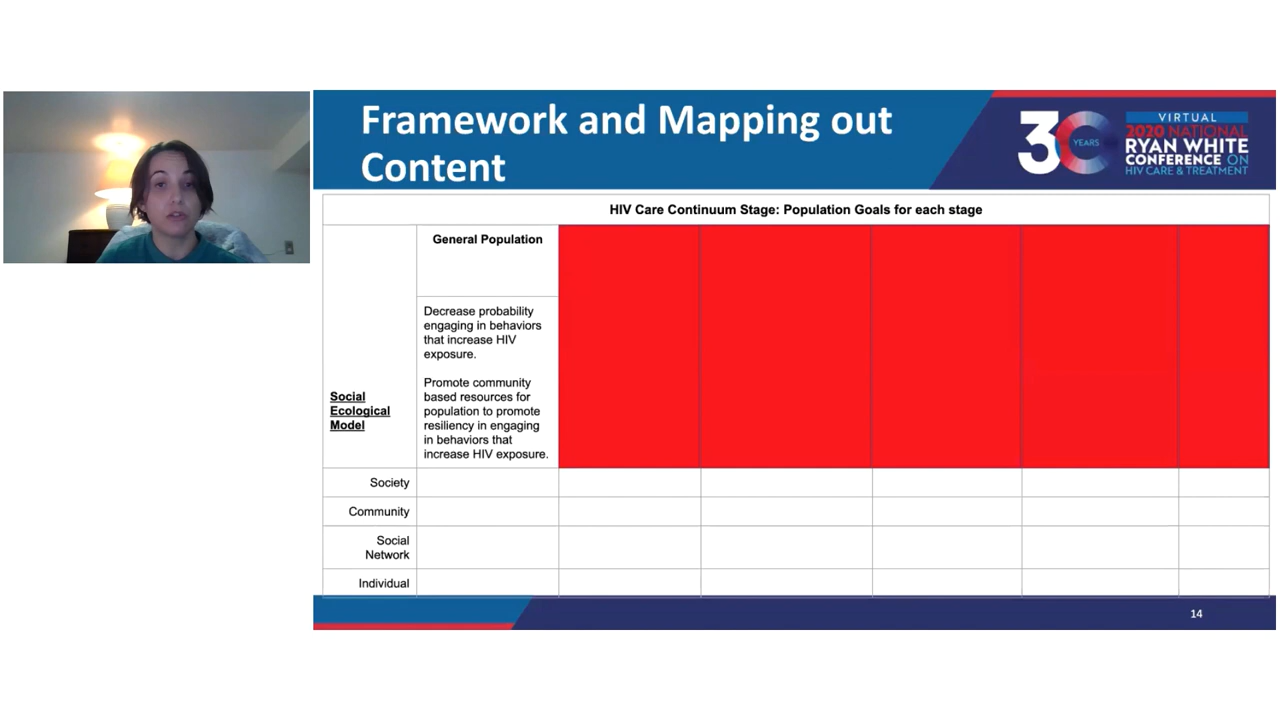 Framework and Mapping out
Content
30
YEARS
VIRTUAL
2020 NATIONAL
RYAN WHITE
CONFERENCE ON
HIV CARE & TREATMENT
HIV Care Continuum Stage: Population Goals for each stage
General Population
Decrease probability
engaging in behaviors
that increase HIV
exposure.
Promote community
based resources for
population to promote
resiliency in engaging
in behaviors that
increase HIV exposure.
Social
Ecological
Model
Society
Community
Social
Network
Individual
14